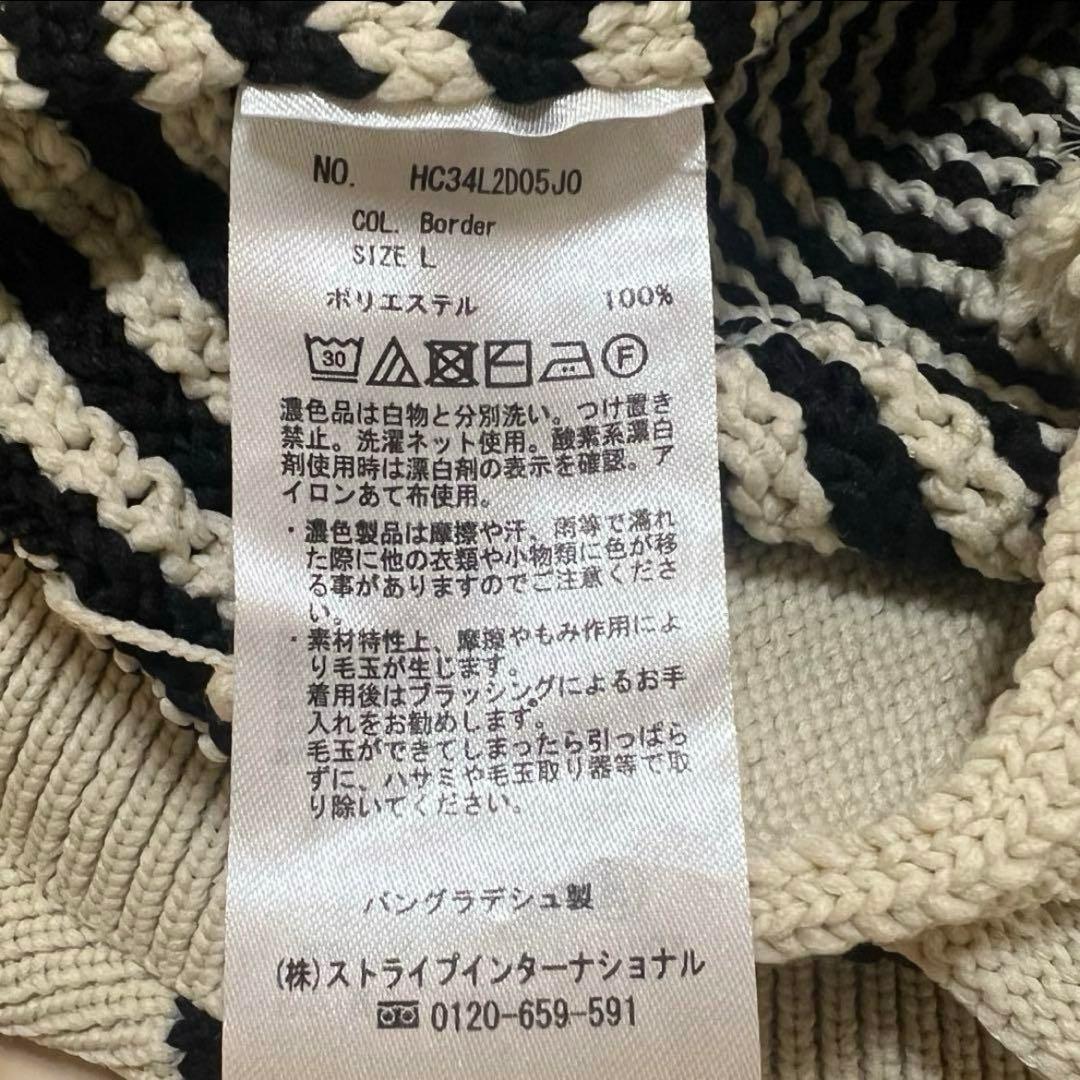 NO. HC34L2D05J0
COL. Border
SIZE L
ポリエステル 100%
30 F
濃色品は白物と分別洗い。つけ置き
禁止。洗濯ネット使用。酸素系漂白
剤使用時は漂白剤の表示を確認。ア
イロンあて布使用。
・濃色製品は摩擦や汗、雨等で濡れ
た際に他の衣類や小物類に色が移
る事がありますのでご注意くださ
い。
・素材特性上、摩擦やもみ作用によ
り毛玉が生じます。
着用後はブラッシングによるお手
入れをお勧めします。
毛玉ができてしまったら引っぱら
ずに、ハサミや毛玉取り器等で取
り除いてください。
バングラデシュ製
(株)ストライプインターナショナル
0120-659-591